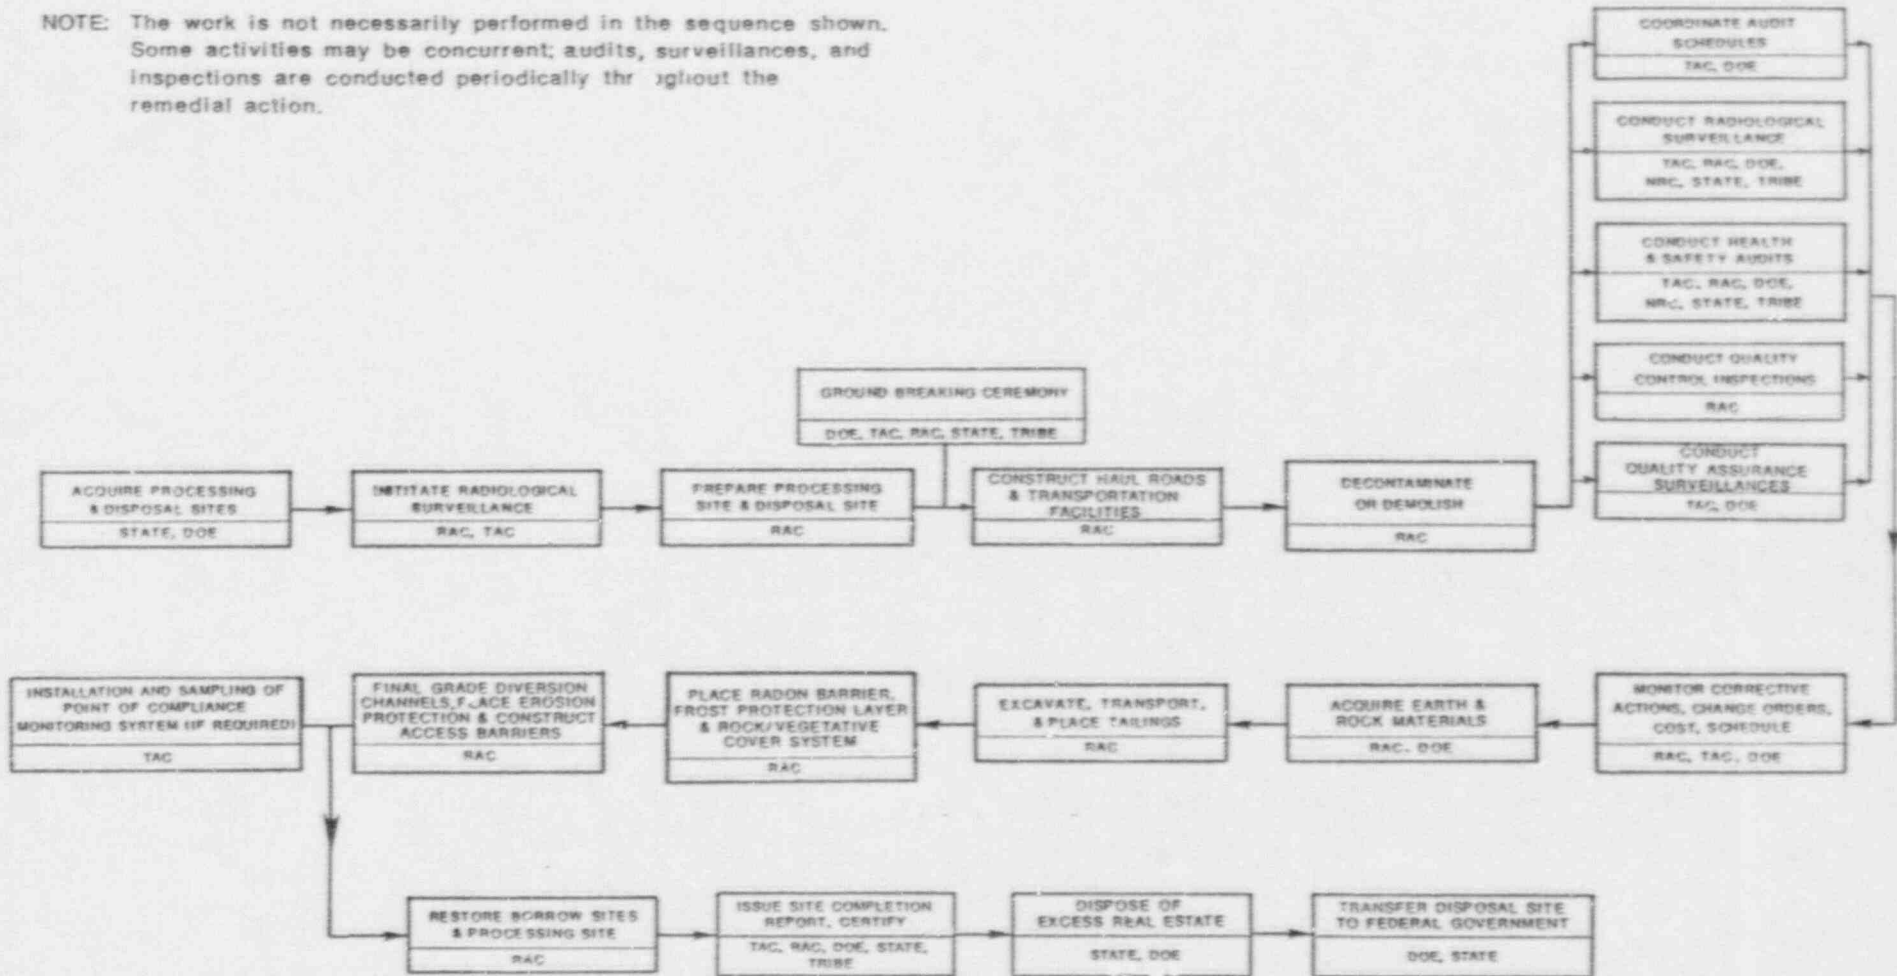 NOTE: The work is not necessarily performed in the sequence shown.
Some activities may be concurrent; audits, surveillances, and
inspections are conducted periodically thr oghout the
remedial action.
COORDINATE AUDIT
SCHEDULES
TAC, DOE
CONDUCT RADIOLOGICAL
SURVEILLANCE
TAC, RAC, DOE,
NRC, STATE, TRIBE
CONDUCT HEALTH
& SAFETY AUDITS
TAC, RAC, DOE,
NRC, STATE, TRIBE
CONDUCT QUALITY
CONTROL INSPECTIONS
RAC
CONDUCT
QUALITY ASSURANCE
SURVEILLANCES
TAC, DOE
GROUND BREAKING CEREMONY
DOE, TAC, RAC, STATE, TRIBE
ACQUIRE PROCESSING
& DISPOSAL SITES
STATE, DOE
INITITATE RADIOLOGICAL
SURVEILLANCE
RAC, TAC
PREPARE PROCESSING
SITE & DISPOSAL SITE
RAC
CONSTRUCT HAUL ROADS
& TRANSPORTATION
FACILITIES
RAC
DECONTAMINATE
OR DEMOLISH
RAC
INSTALLATION AND SAMPLING OF
POINT OF COMPLIANCE
MONITORING SYSTEM (IF REQUIRED)
TAC
FINAL GRADE DIVERSION
CHANNELS, PLACE EROSION
PROTECTION & CONSTRUCT
ACCESS BARRIERS
RAC
PLACE RADON BARRIER,
FROST PROTECTION LAYER
& ROCK/VEGETATIVE
COVER SYSTEM
RAC
EXCAVATE, TRANSPORT,
& PLACE TAILINGS
RAC
ACQUIRE EARTH &
ROCK MATERIALS
RAC, DOE
MONITOR CORRECTIVE
ACTIONS, CHANGE ORDERS,
COST, SCHEDULE
RAC, TAC, DOE
RESTORE BORROW SITES
& PROCESSING SITE
RAC
ISSUE SITE COMPLETION
REPORT, CERTIFY
TAC, RAC, DOE, STATE,
TRIBE
DISPOSE OF
EXCESS REAL ESTATE
STATE, DOE
TRANSFER DISPOSAL SITE
TO FEDERAL GOVERNMENT
DOE, STATE